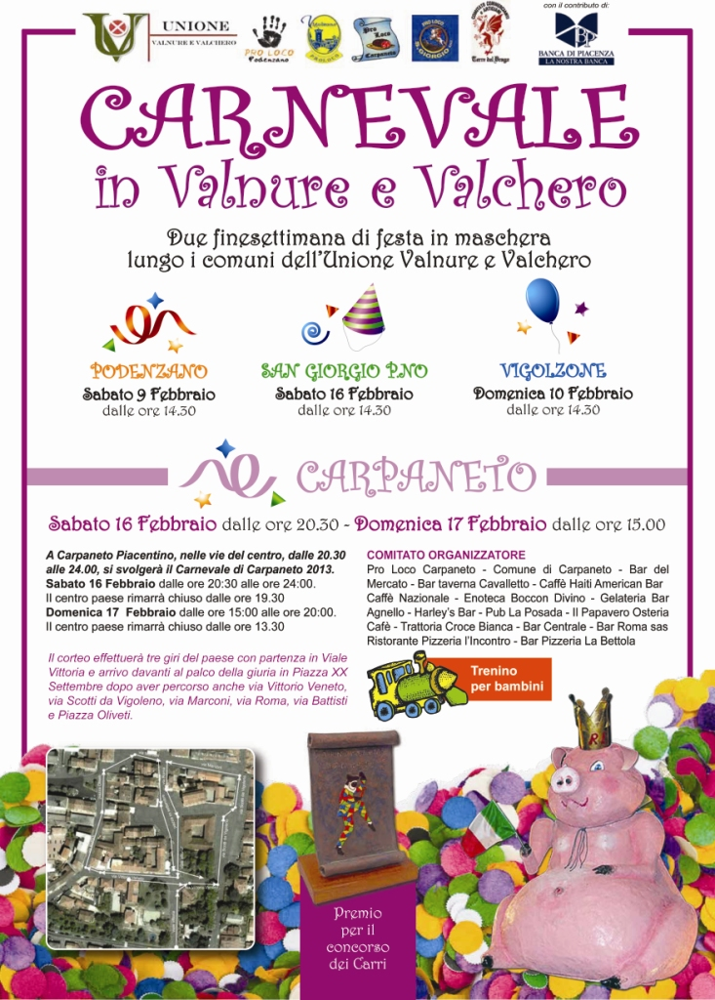 con il contributo di:
UNIONE
VALNURE E VALCHERO
PRO LOCO
Podenzano
Pro
Loco
Carpaneto
PRO LOCO
S.GIORGIO
Torre del Drago
BANCA DI PIACENZA
LA NOSTRA BANCA
CARNEVALE
in Valnure e Valchero
Due finesettimana di festa in maschera
lungo i comuni dell'Unione Valnure e Valchero
PODENZANO
Sabato 9 Febbraio
dalle ore 14.30
SAN GIORGIO P.NO
Sabato 16 Febbraio
dalle ore 14.30
VIGOLZONE
Domenica 10 Febbraio
dalle ore 14.30
CARPANETO
Sabato 16 Febbraio dalle ore 20.30 - Domenica 17 Febbraio dalle ore 15.00
A Carpaneto Piacentino, nelle vie del centro, dalle 20.30
alle 24.00, si svolgerà il Carnevale di Carpaneto 2013.
Sabato 16 Febbraio dalle ore 20:30 alle ore 24:00.
Il centro paese rimarrà chiuso dalle ore 19.30
Domenica 17 Febbraio dalle ore 15:00 alle ore 20:00.
Il centro paese rimarrà chiuso dalle ore 13.30
Il corteo effettuerà tre giri del paese con partenza in Viale
Vittoria e arrivo davanti al palco della giuria in Piazza XX
Settembre dopo aver percorso anche via Vittorio Veneto,
via Scotti da Vigoleno, via Marconi, via Roma, via Battisti
e Piazza Oliveti.
COMITATO ORGANIZZATORE
Pro Loco Carpaneto - Comune di Carpaneto - Bar del
Mercato - Bar taverna Cavalletto - Caffè Haiti American Bar
Caffè Nazionale - Enoteca Boccon Divino - Gelateria Bar
Agnello - Harley's Bar - Pub La Posada - Il Papavero Osteria
Cafè - Trattoria Croce Bianca - Bar Centrale - Bar Roma sas
Ristorante Pizzeria l'Incontro - Bar Pizzeria La Bettola
Trenino
per bambini
R
Premio
per il
concorso
dei Carri